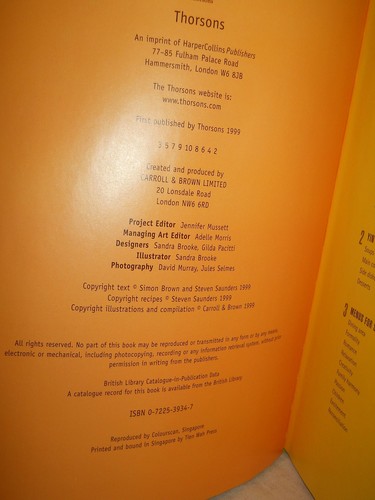 Thorsons
An imprint of HarperCollinsPublishers
77-85 Fulham Palace Road
Hammersmith, London W6 8JB
The Thorsons website is:
www.thorsons.com
First published by Thorsons 1999
3 5 7 9 10 8 6 4 2
Created and produced by
CARROLL & BROWN LIMITED
20 Lonsdale Road
London NW6 6RD
Project Editor Jennifer Mussett
Managing Art Editor Adelle Morris
Designers Sandra Brooke, Gilda Pacitti
Illustrator Sandra Brooke
Photography David Murray, Jules Selmes
Copyright text © Simon Brown and Steven Saunders 1999
Copyright recipes © Steven Saunders 1999
Copyright illustrations and compilation © Carroll & Brown 1999
All rights reserved. No part of this book may be reproduced or transmitted in any form or by any means,
electronic or mechanical, including photocopying, recording or any information retrieval system, without prior
permission in writing from the publishers.
British Library Catalogue-in-Publication Data
A catalogue record for this book is available from the British Library
ISBN 0-7225-3934-7
Reproduced by Colourscan, Singapore
Printed and bound in Singapore by Tien Wah Press
2 YIN
3 MENUS FOR